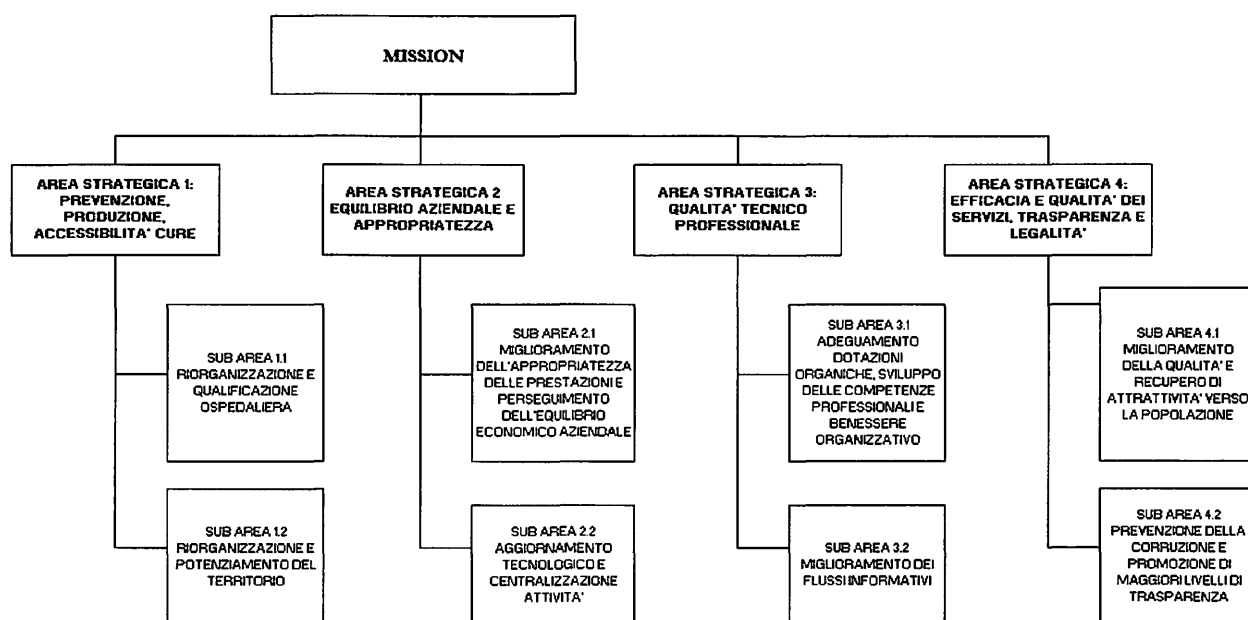 MISSION
AREA STRATEGICA 1:
PREVENZIONE,
PRODUZIONE,
ACCESSIBILITA' CURE
AREA STRATEGICA 2
EQUILIBRIO AZIENDALE E
APPROPRIATEZZA
AREA STRATEGICA 3:
QUALITA' TECNICO
PROFESSIONALE
AREA STRATEGICA 4:
EFFICACIA E QUALITA' DEI
SERVIZI, TRASPARENZA E
LEGALITA'
SUB AREA 1.1
RIORGANIZZAZIONE E
QUALIFICAZIONE
OSPEDALIERA
SUB AREA 2.1
MIGLIORAMENTO
DELL'APPROPRIATEZZA
DELLE PRESTAZIONI E
PERSEGUIMENTO
DELL'EQUILIBRIO
ECONOMICO AZIENDALE
SUB AREA 3.1
ADEGUAMENTO
DOTAZIONI
ORGANICHE, SVILUPPO
DELLE COMPETENZE
PROFESSIONALI E
BENESSERE
ORGANIZZATIVO
SUB AREA 4.1
MIGLIORAMENTO
DELLA QUALITA' E
RECUPERO DI
ATTRATTIVITA' VERSO
LA POPOLAZIONE
SUB AREA 1.2
RIORGANIZZAZIONE E
POTENZIAMENTO DEL
TERRITORIO
SUB AREA 2.2
AGGIORNAMENTO
TECNOLOGICO E
CENTRALIZZAZIONE
ATTIVITA'
SUB AREA 3.2
MIGLIORAMENTO DEI
FLUSSI INFORMATIVI
SUB AREA 4.2
PREVENZIONE DELLA
CORRUZIONE E
PROMOZIONE DI
MAGGIORI LIVELLI DI
TRASPARENZA